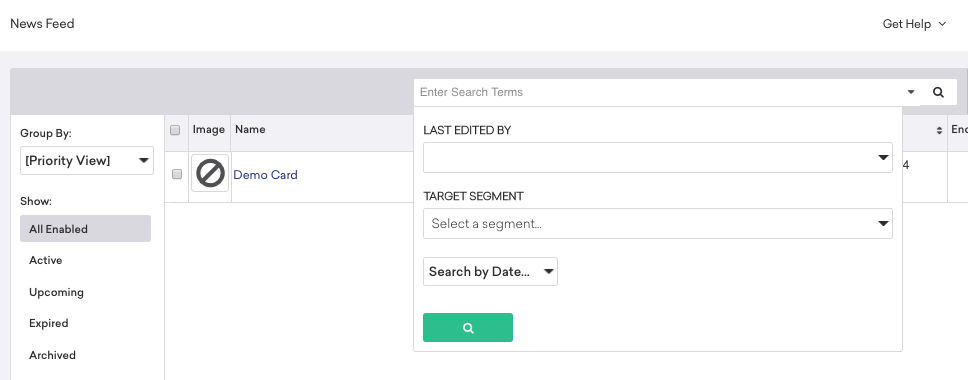 News Feed
Get Help
Enter Search Terms
Group By:
[Priority View]
Image
Name
LAST EDITED BY
Enc
Demo Card
4
TARGET SEGMENT
Select a segment...
Show:
All Enabled
Active
Upcoming
Expired
Archived
Search by Date...